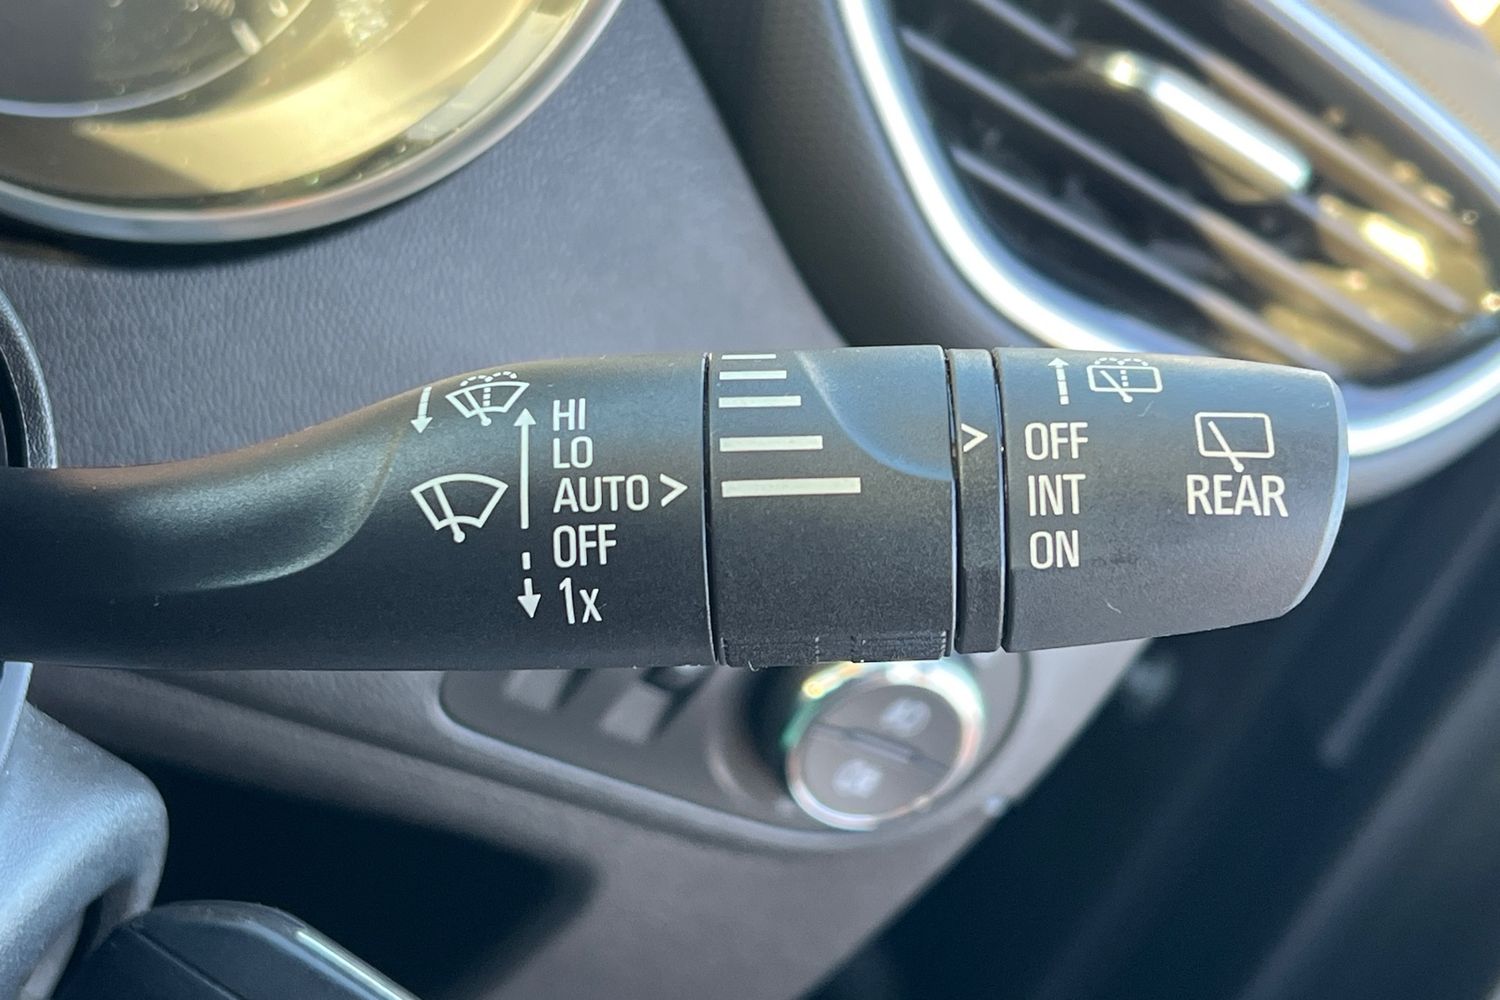 HI
LO
AUTO >
OFF
1x
> OFF
INT
ON
REAR